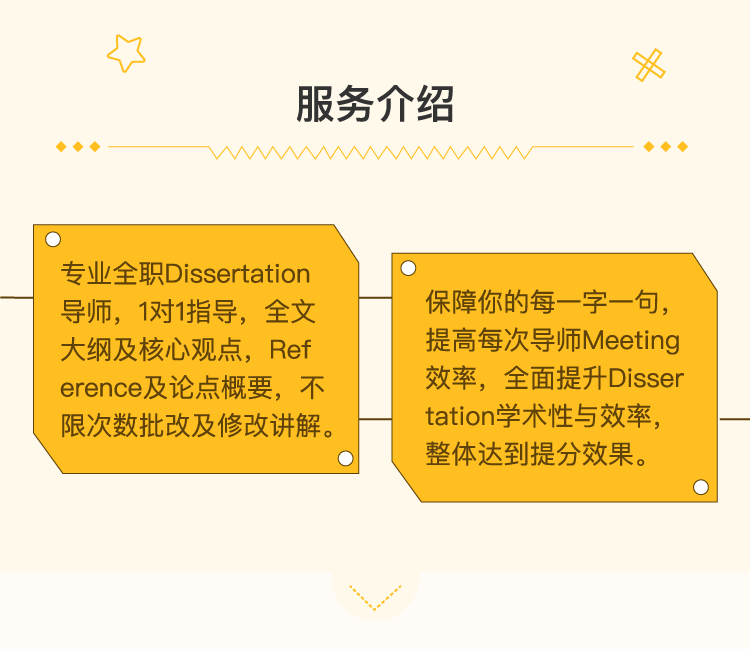 服务介绍
专业全职Dissertation
导师，1对1指导，全文
大纲及核心观点，Ref
erence及论点概要，不
限次数批改及修改讲解。
保障你的每一字一句，
提高每次导师Meeting
效率，全面提升Disser
tation学术性与效率，
整体达到提分效果。